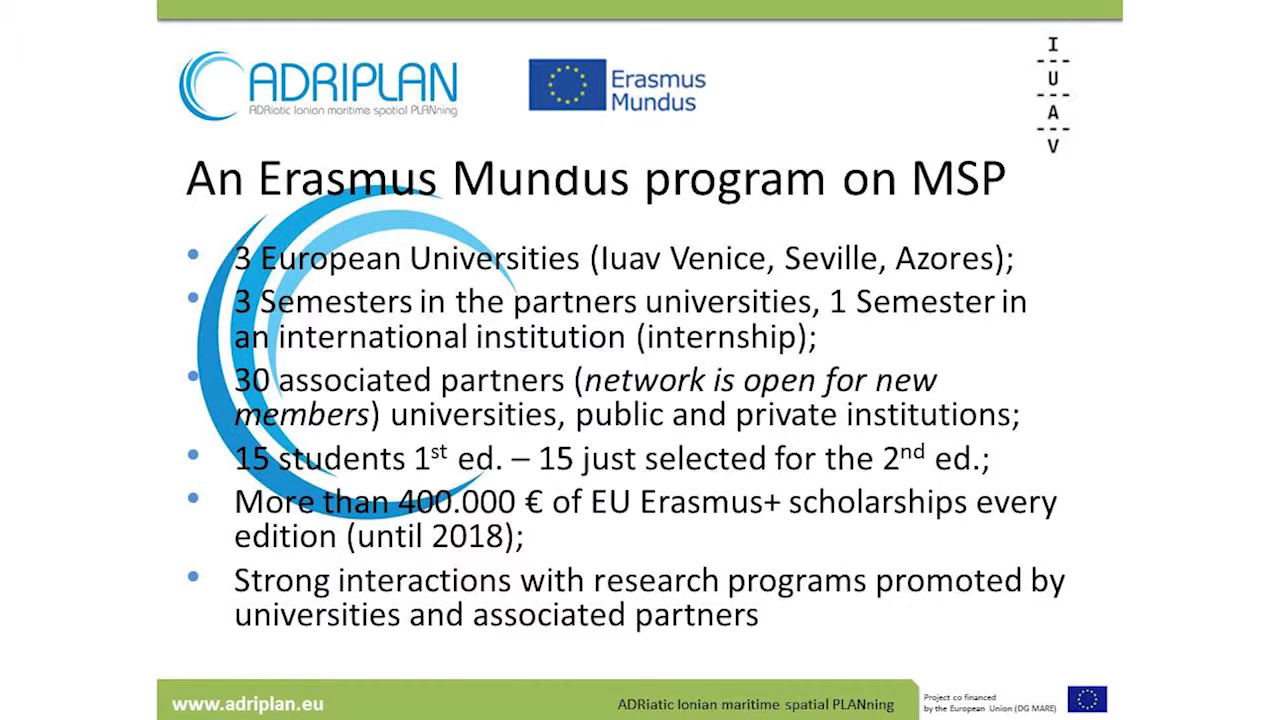 ADRIPLAN
ADRiatic Ionian maritime spatial PLANning
Erasmus
Mundus
I
U
A
V
An Erasmus Mundus program on MSP
• 3 European Universities (Iuav Venice, Seville, Azores);
• 3 Semesters in the partners universities, 1 Semester in
an international institution (internship);
• 30 associated partners (network is open for new
members) universities, public and private institutions;
• 15 students 1st ed. – 15 just selected for the 2nd ed.;
• More than 400.000 € of EU Erasmus+ scholarships every
edition (until 2018);
• Strong interactions with research programs promoted by
universities and associated partners
www.adriplan.eu
ADRiatic Ionian maritime spatial PLANning
Project co financed
by the European Union (DG MARE)